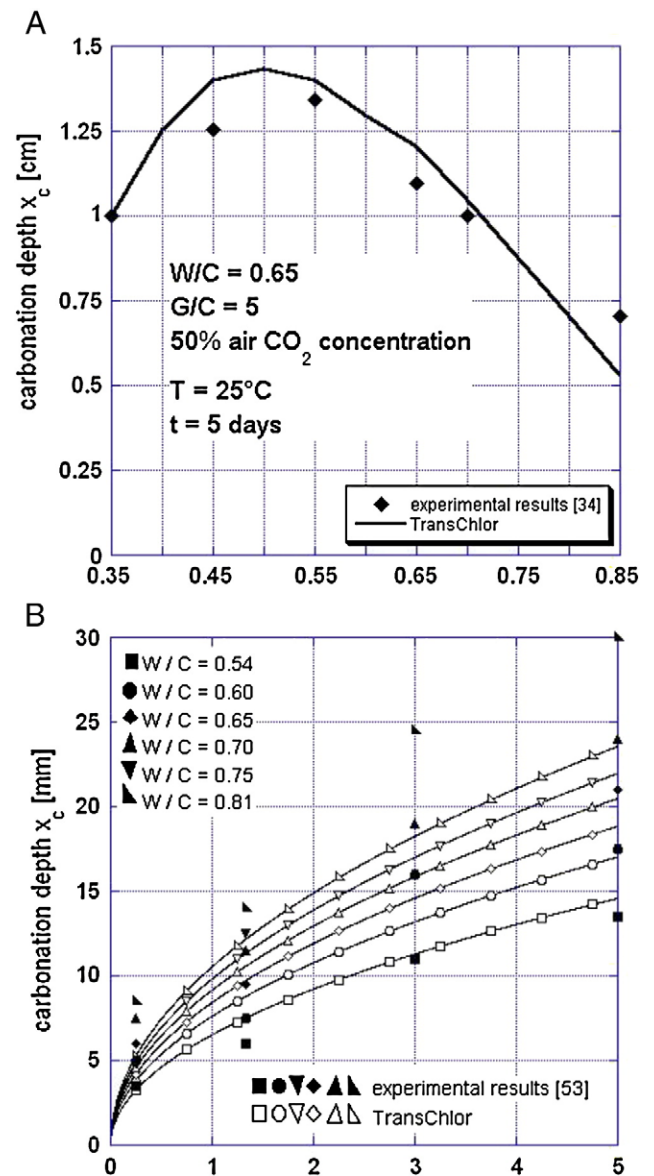 A
1.5
1.25
1
0.75
0.5
0.25
0
carbonation depth x_c [cm]
W/C = 0.65
G/C = 5
50% air CO2 concentration
T = 25°C
t = 5 days
experimental results [34]
TransChlor
0.35 0.45 0.55 0.65 0.75 0.85
B
30
25
20
15
10
5
0
carbonation depth x_c [mm]
W / C = 0.54
W / C = 0.60
W / C = 0.65
W / C = 0.70
W / C = 0.75
W / C = 0.81
experimental results [53]
TransChlor
0 1 2 3 4 5